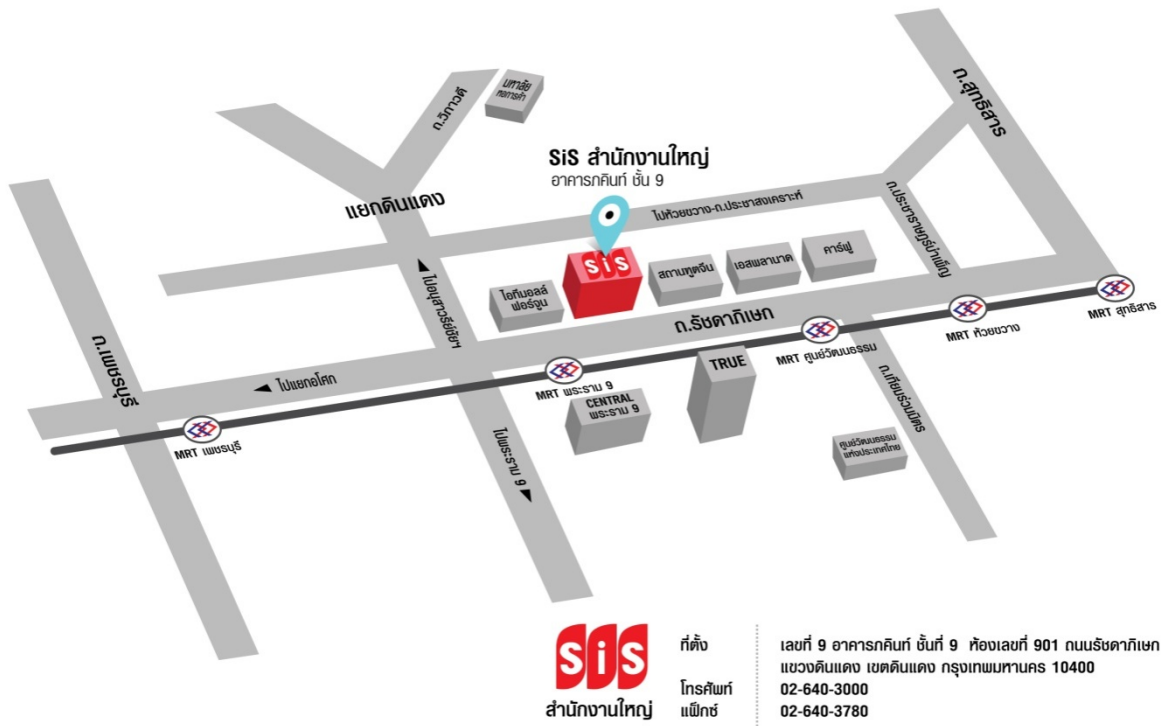 มหาลัย
หอการค้า
ถ.วิภาวดี
ถ.สุทธิสาร
SiS สำนักงานใหญ่
อาคารภคินท์ ชั้น 9
แยกดินแดง
ไปห้วยขวาง-ถ.ประชาสงเคราะห์
ถ.ประชาราษฎร์บำเพ็ญ
คาร์ฟู
เอสพลานาด
สถานฑูตจีน
SiS
ไอทีมอลล์
ฟอร์จูน
ไปอนุสาวรีย์ชัยฯ
ถ.รัชดาภิเษก
MRT สุทธิสาร
MRT ห้วยขวาง
MRT ศูนย์วัฒนธรรม
ถ.เพชรบุรี
ไปแยกอโศก
MRT พระราม 9
TRUE
CENTRAL
พระราม 9
ถ.เทียมร่วมมิตร
MRT เพชรบุรี
ไปพระราม 9
ศูนย์วัฒนธรรม
แห่งประเทศไทย
SiS
สำนักงานใหญ่
ที่ตั้ง เลขที่ 9 อาคารภคินท์ ชั้นที่ 9 ห้องเลขที่ 901 ถนนรัชดาภิเษก
แขวงดินแดง เขตดินแดง กรุงเทพมหานคร 10400
โทรศัพท์ 02-640-3000
แฟ็กซ์ 02-640-3780